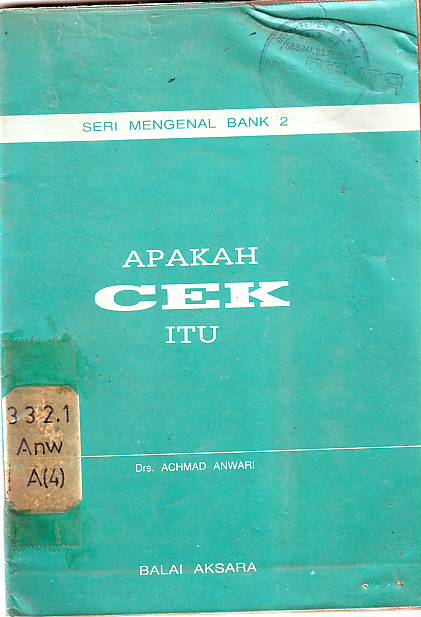 SERI MENGENAL BANK 2
APAKAH
CEK
ITU
332.1
Anw
A(4)
Drs. ACHMAD ANWARI
BALAI AKSARA